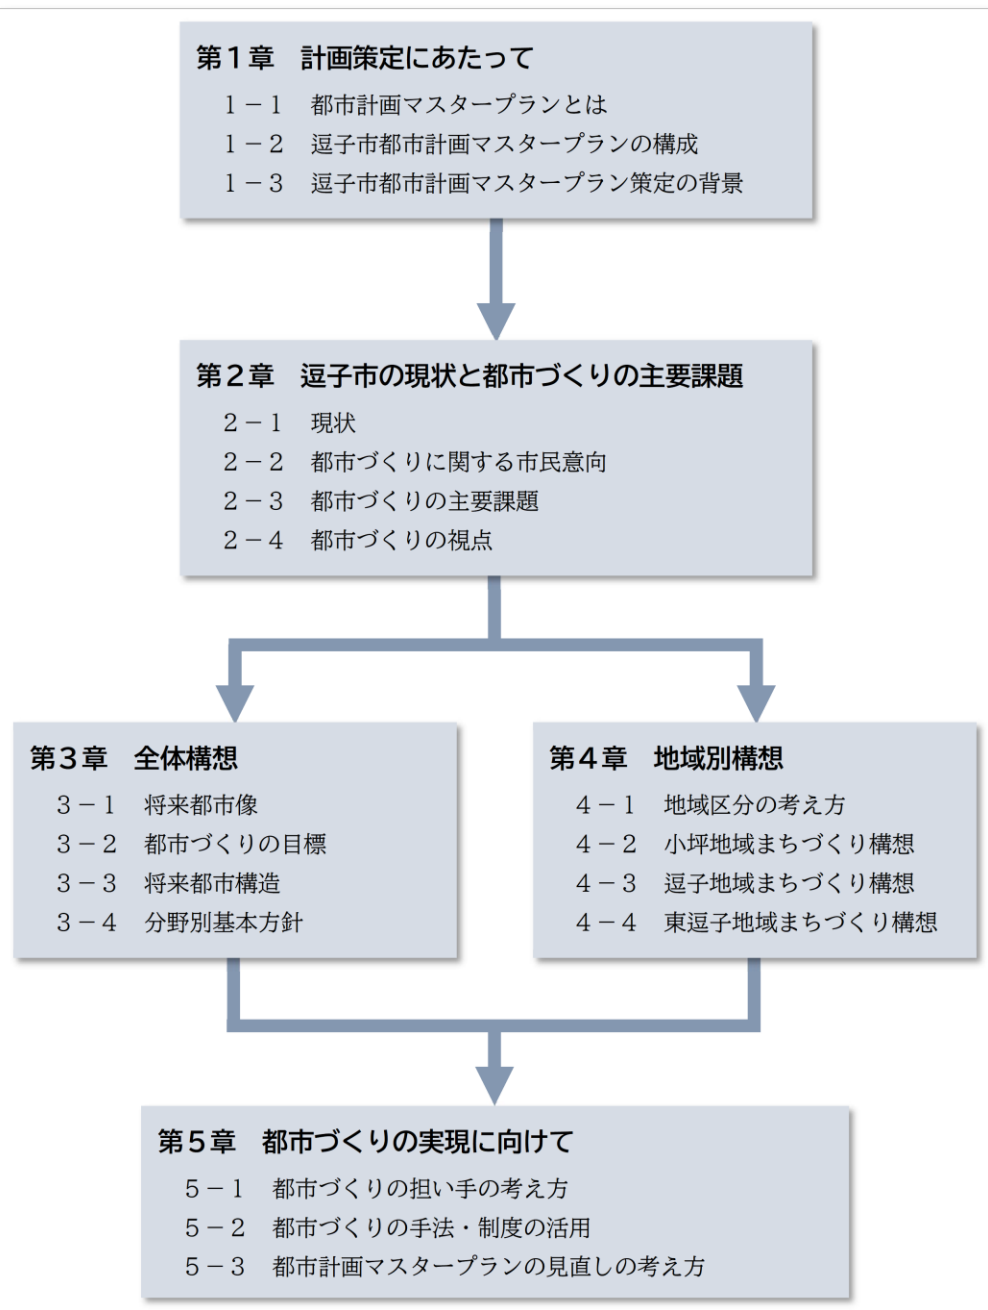 第１章　計画策定にあたって
１－１　都市計画マスタープランとは
１－２　逗子市都市計画マスタープランの構成
１－３　逗子市都市計画マスタープラン策定の背景
第２章　逗子市の現状と都市づくりの主要課題
２－１　現状
２－２　都市づくりに関する市民意向
２－３　都市づくりの主要課題
２－４　都市づくりの視点
第３章　全体構想
３－１　将来都市像
３－２　都市づくりの目標
３－３　将来都市構造
３－４　分野別基本方針
第４章　地域別構想
４－１　地域区分の考え方
４－２　小坪地域まちづくり構想
４－３　逗子地域まちづくり構想
４－４　東逗子地域まちづくり構想
第５章　都市づくりの実現に向けて
５－１　都市づくりの担い手の考え方
５－２　都市づくりの手法・制度の活用
５－３　都市計画マスタープランの見直しの考え方